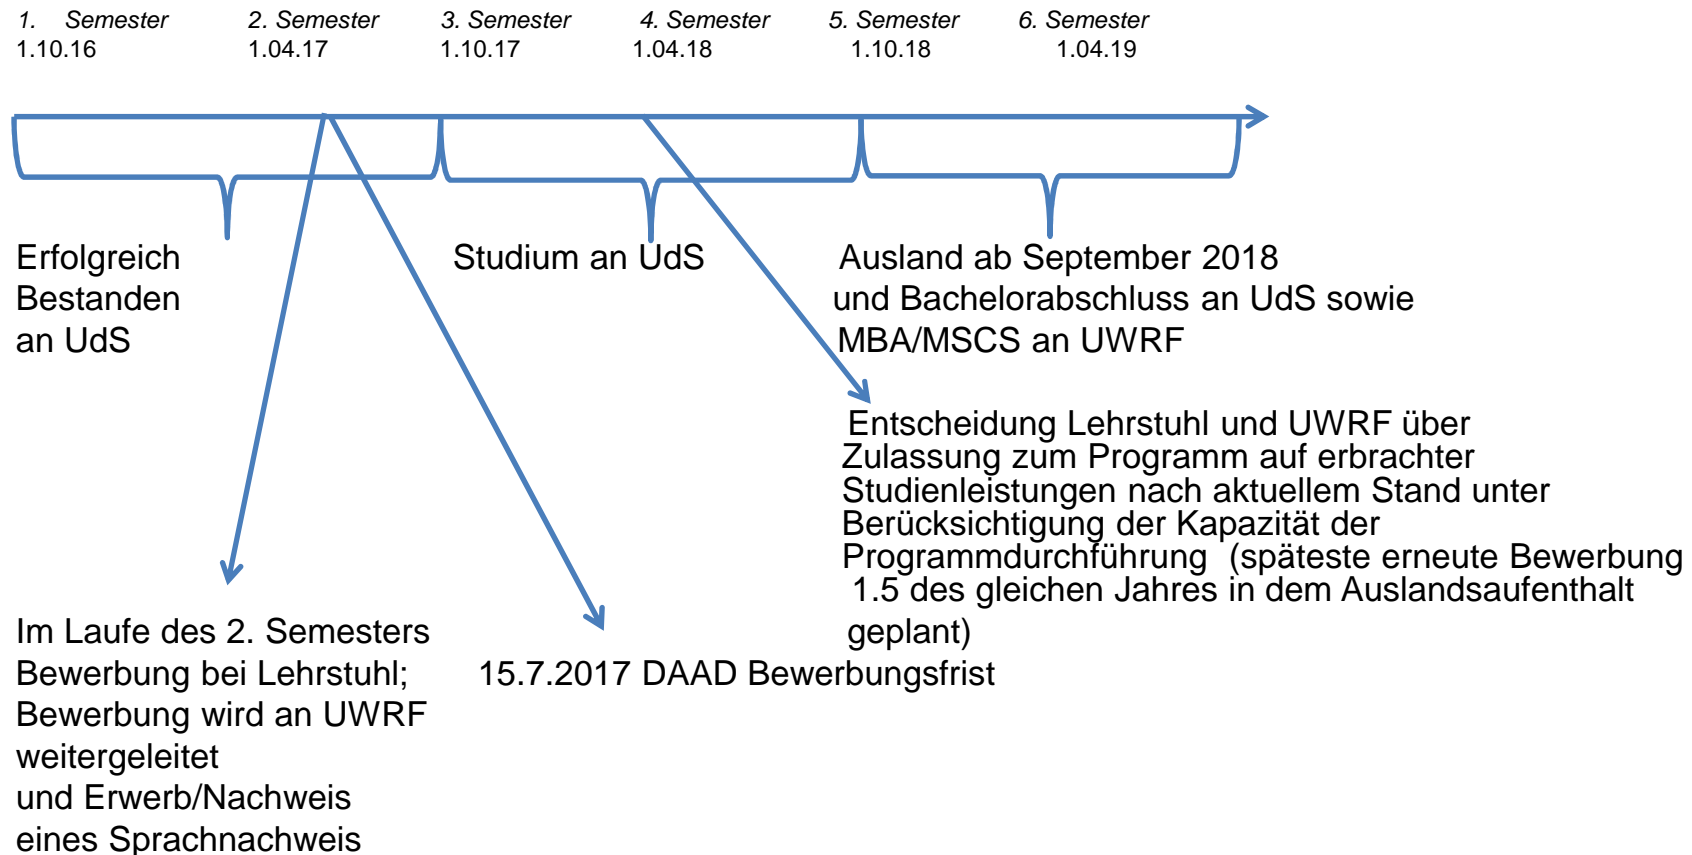 1. Semester 2. Semester 3. Semester 4. Semester 5. Semester 6. Semester
1.10.16 1.04.17 1.10.17 1.04.18 1.10.18 1.04.19
Erfolgreich
Bestanden
an UdS
Studium an UdS
Ausland ab September 2018
und Bachelorabschluss an UdS sowie
MBA/MSCS an UWRF
Entscheidung Lehrstuhl und UWRF über
Zulassung zum Programm auf erbrachter
Studienleistungen nach aktuellem Stand unter
Berücksichtigung der Kapazität der
Programmdurchführung (späteste erneute Bewerbung
1.5 des gleichen Jahres in dem Auslandsaufenthalt
geplant)
Im Laufe des 2. Semesters
Bewerbung bei Lehrstuhl;
Bewerbung wird an UWRF
weitergeleitet
und Erwerb/Nachweis
eines Sprachnachweis
15.7.2017 DAAD Bewerbungsfrist